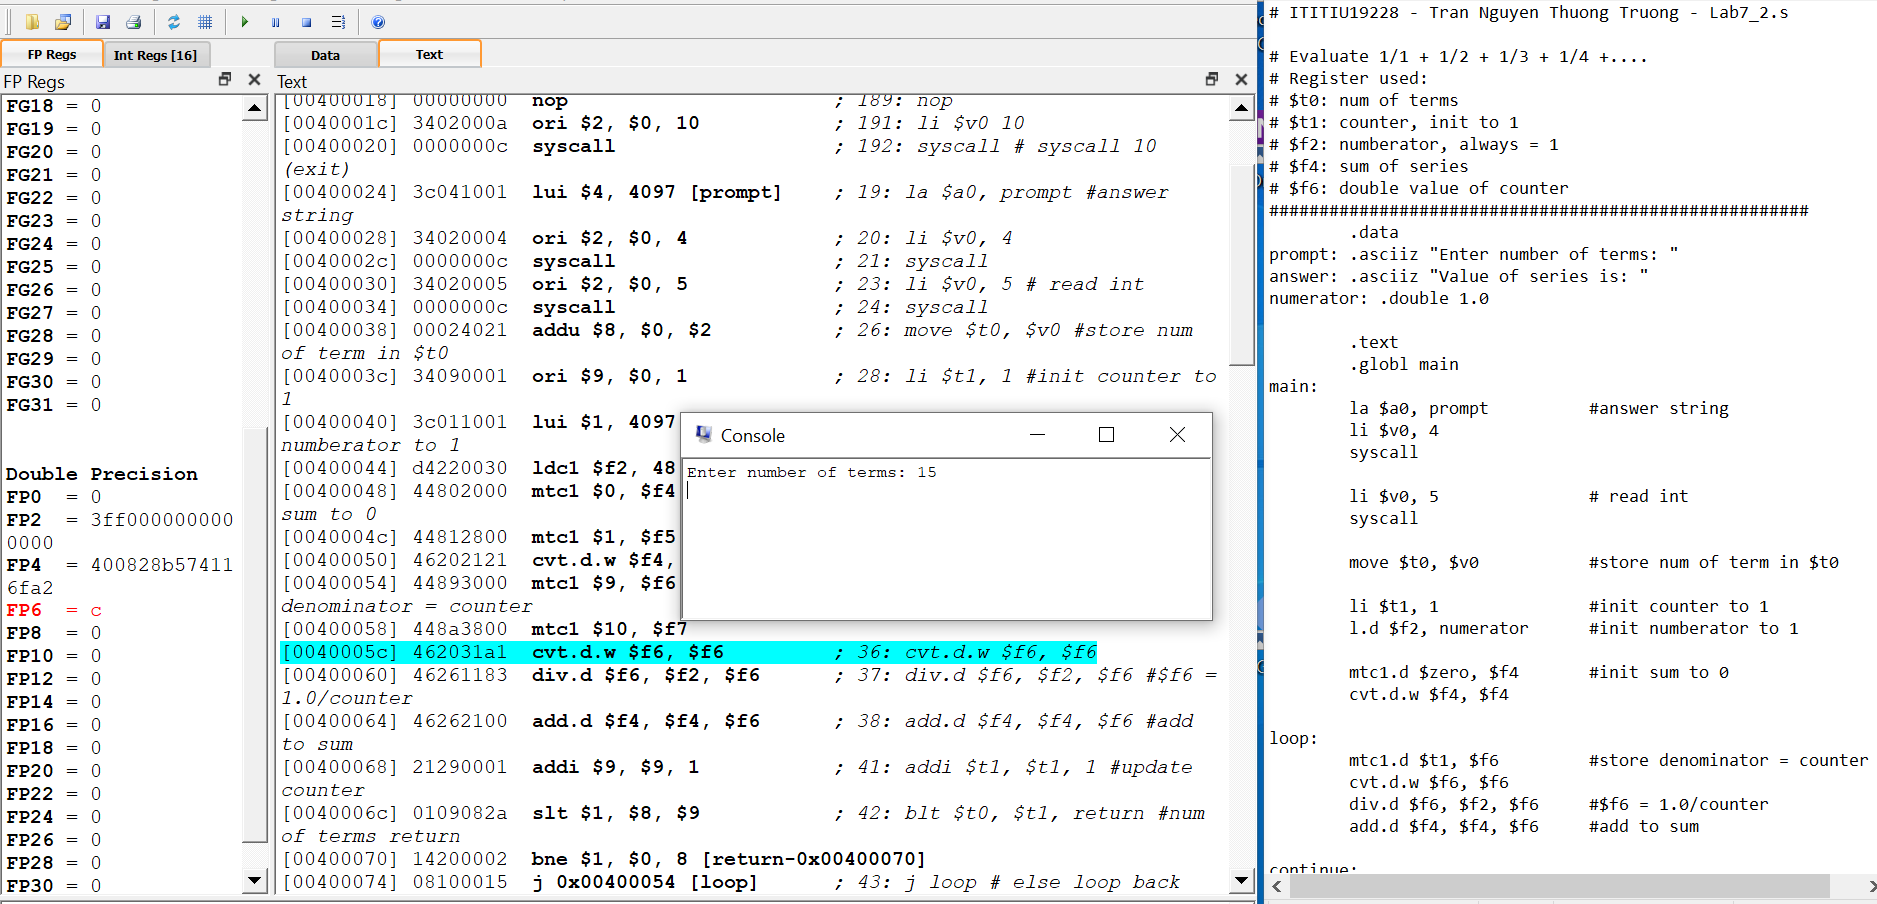 FP Regs
Int Regs [16]
Data
Text
FP Regs
FG18 = 0
FG19 = 0
FG20 = 0
FG21 = 0
FG22 = 0
FG23 = 0
FG24 = 0
FG25 = 0
FG26 = 0
FG27 = 0
FG28 = 0
FG29 = 0
FG30 = 0
FG31 = 0
Double Precision
FP0 = 0
FP2 = 3ff000000000
0000
FP4 = 400828b57411
6fa2
FP6 = c
FP8 = 0
FP10 = 0
FP12 = 0
FP14 = 0
FP16 = 0
FP18 = 0
FP20 = 0
FP22 = 0
FP24 = 0
FP26 = 0
FP28 = 0
FP30 = 0
Text
[00400018] 00000000 nop ; 189: nop
[0040001c] 3402000a ori $2, $0, 10 ; 191: li $v0 10
[00400020] 0000000c syscall ; 192: syscall # syscall 10
(exit)
[00400024] 3c041001 lui $4, 4097 [prompt] ; 19: la $a0, prompt #answer
string
[00400028] 34020004 ori $2, $0, 4 ; 20: li $v0, 4
[0040002c] 0000000c syscall ; 21: syscall
[00400030] 34020005 ori $2, $0, 5 ; 23: li $v0, 5 # read int
[00400034] 0000000c syscall ; 24: syscall
[00400038] 00024021 addu $8, $0, $2 ; 26: move $t0, $v0 #store num
of term in $t0
[0040003c] 34090001 ori $9, $0, 1 ; 28: li $t1, 1 #init counter to
1
[00400040] 3c011001 lui $1, 4097
numberator to 1
[00400044] d4220030 ldc1 $f2, 48
[00400048] 44802000 mtc1 $0, $f4
sum to 0
[0040004c] 44812800 mtc1 $1, $f5
[00400050] 46202121 cvt.d.w $f4,
[00400054] 44893000 mtc1 $9, $f6
denominator = counter
[00400058] 448a3800 mtc1 $10, $f7
[0040005c] 462031a1 cvt.d.w $f6, $f6 ; 36: cvt.d.w $f6, $f6
[00400060] 46261183 div.d $f6, $f2, $f6 ; 37: div.d $f6, $f2, $f6 #$f6 =
1.0/counter
[00400064] 46262100 add.d $f4, $f4, $f6 ; 38: add.d $f4, $f4, $f6 #add
to sum
[00400068] 21290001 addi $9, $9, 1 ; 41: addi $t1, $t1, 1 #update
counter
[0040006c] 0109082a slt $1, $8, $9 ; 42: blt $t0, $t1, return #num
of terms return
[00400070] 14200002 bne $1, $0, 8 [return-0x00400070]
[00400074] 08100015 j 0x00400054 [loop] ; 43: j loop # else loop back
Console
Enter number of terms: 15
# ITITIU19228 - Tran Nguyen Thuong Truong - Lab7_2.s
# Evaluate 1/1 + 1/2 + 1/3 + 1/4 +....
# Register used:
# $t0: num of terms
# $t1: counter, init to 1
# $f2: numberator, always = 1
# $f4: sum of series
# $f6: double value of counter
######################################################
.data
prompt: .asciiz "Enter number of terms: "
answer: .asciiz "Value of series is: "
numerator: .double 1.0
.text
.globl main
main:
la $a0, prompt #answer string
li $v0, 4
syscall
li $v0, 5 # read int
syscall
move $t0, $v0 #store num of term in $t0
li $t1, 1 #init counter to 1
l.d $f2, numerator #init numberator to 1
mtc1.d $zero, $f4 #init sum to 0
cvt.d.w $f4, $f4
loop:
mtc1.d $t1, $f6 #store denominator = counter
cvt.d.w $f6, $f6
div.d $f6, $f2, $f6 #$f6 = 1.0/counter
add.d $f4, $f4, $f6 #add to sum
continue: